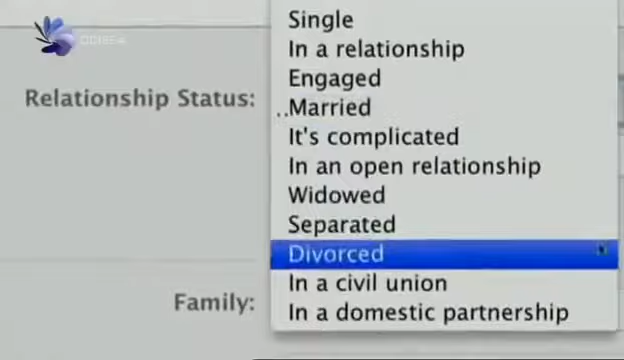 ODISEA
Single
In a relationship
Engaged
Relationship Status:
..Married
It's complicated
In an open relationship
Widowed
Separated
Divorced
In a civil union
Family:
In a domestic partnership